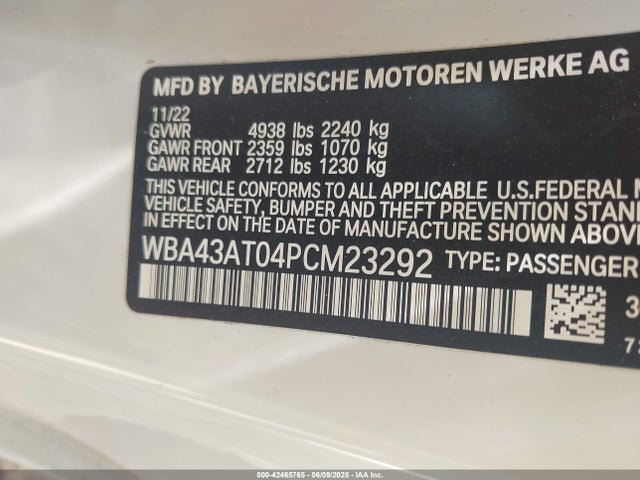 MFD BY BAYERISCHE MOTOREN WERKE AG
11/22
GVWR 4938 lbs 2240 kg
GAWR FRONT 2359 lbs 1070 kg
GAWR REAR 2712 lbs 1230 kg
THIS VEHICLE CONFORMS TO ALL APPLICABLE U.S.FEDERAL M
VEHICLE SAFETY, BUMPER AND THEFT PREVENTION STAN
IN EFFECT ON THE DATE OF MANUFACTURE SHOWN ABOVE
WBA43AT04PCM23292 TYPE: PASSENGER
3
7
000-42465765 - 06/09/2025 - IAA Inc.